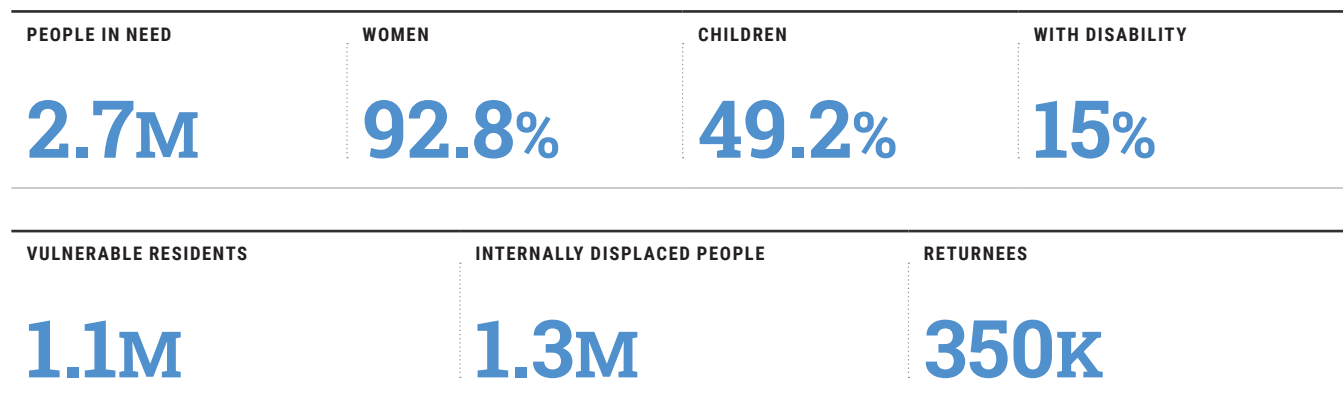 PEOPLE IN NEED
2.7M
WOMEN
92.8%
CHILDREN
49.2%
WITH DISABILITY
15%
VULNERABLE RESIDENTS
1.1M
INTERNALLY DISPLACED PEOPLE
1.3M
RETURNEES
350K